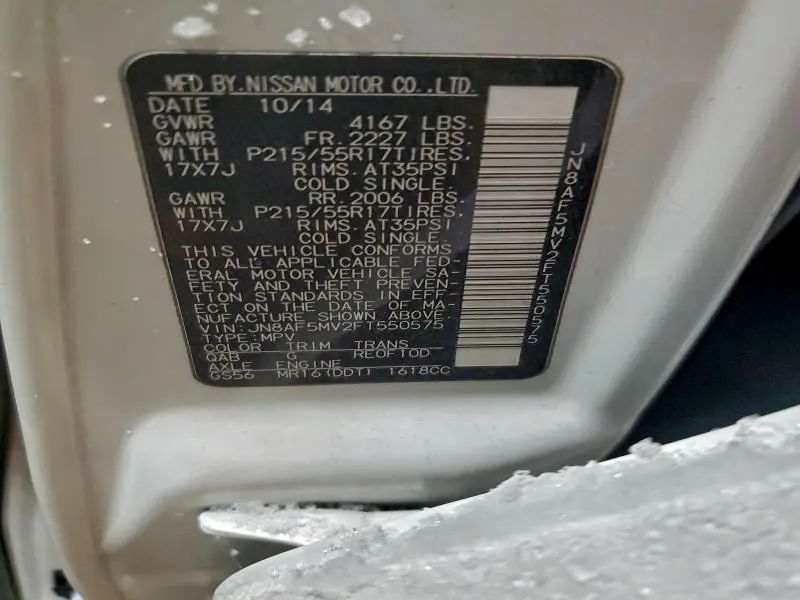 MFD BY.NISSAN MOTOR CO.,LTD.
DATE 10/14
GVWR 4167 LBS.
GAWR FR. 2227 LBS.
WITH P215/55R17TIRES,
17X7J RIMS. AT35PSI
COLD SINGLE.
GAWR RR. 2006 LBS.
WITH P215/55R17TIRES,
17X7J RIMS. AT35PSI
COLD SINGLE.
THIS VEHICLE CONFORMS
TO ALL APPLICABLE FED-
ERAL MOTOR VEHICLE SA-
FETY AND THEFT PREVEN-
TION STANDARDS IN EFF-
ECT ON THE DATE OF MA-
NUFACTURE SHOWN ABOVE.
VIN: JN8AF5MV2FT550575
TYPE: MPV
COLOR TRIM TRANS
QAB G RE0F10D
AXLE ENGINE
GS56 MR16(DDT) 1618CC
JN8AF5MV2FT550575